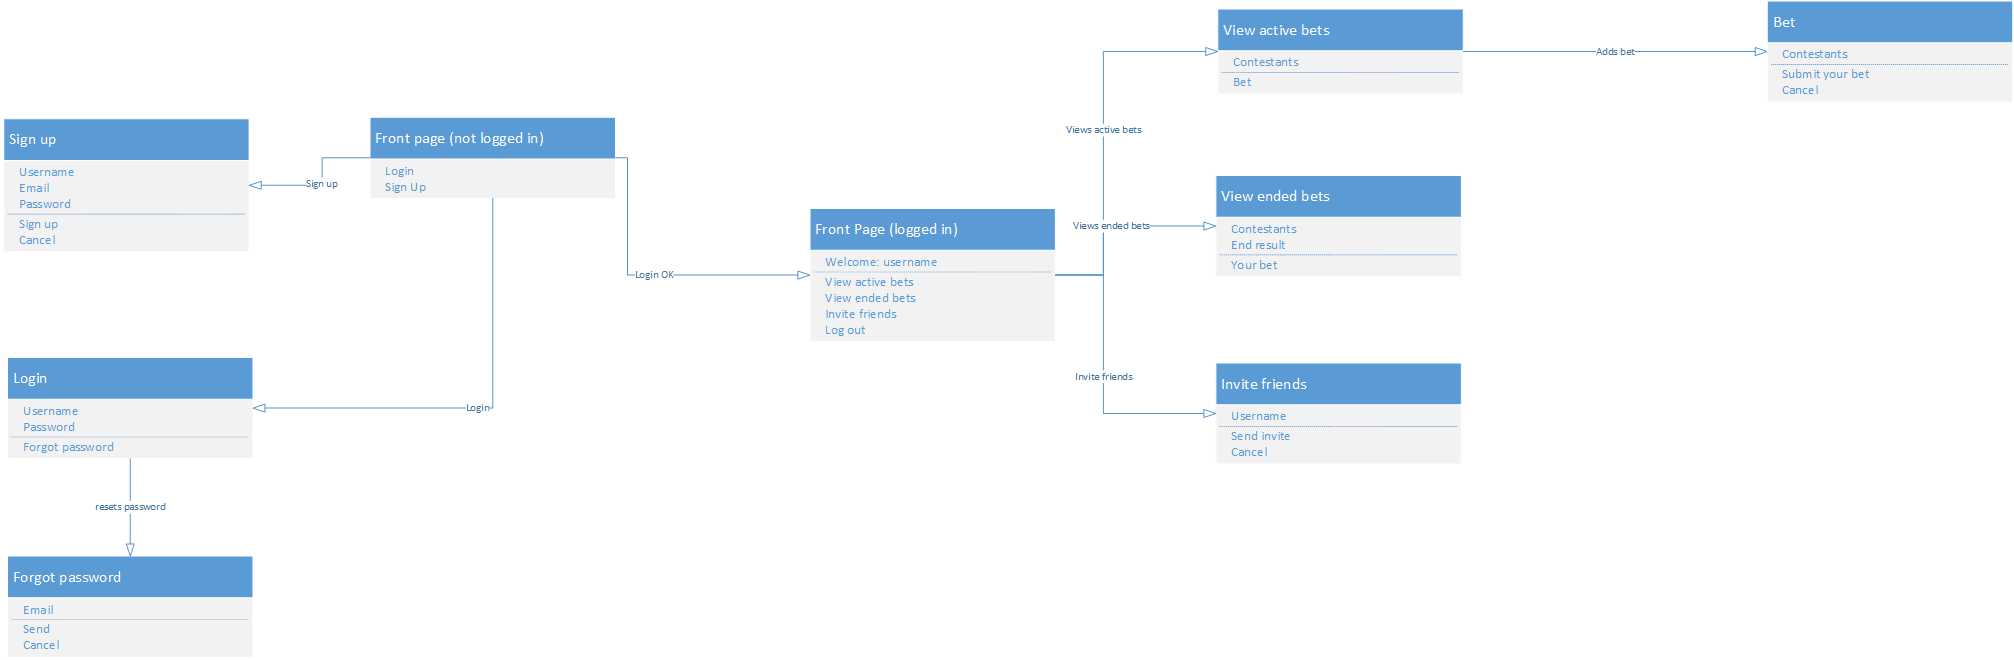 Sign up
Username
Email
Password
Sign up
Cancel
Sign up
Front page (not logged in)
Login
Sign Up
Login
Username
Password
Forgot password
Login
resets password
Forgot password
Email
Send
Cancel
Login OK
Front Page (logged in)
Welcome: username
View active bets
View ended bets
Invite friends
Log out
Views active bets
Views ended bets
Invite friends
View active bets
Contestants
Bet
Adds bet
Bet
Contestants
Submit your bet
Cancel
View ended bets
Contestants
End result
Your bet
Invite friends
Username
Send invite
Cancel